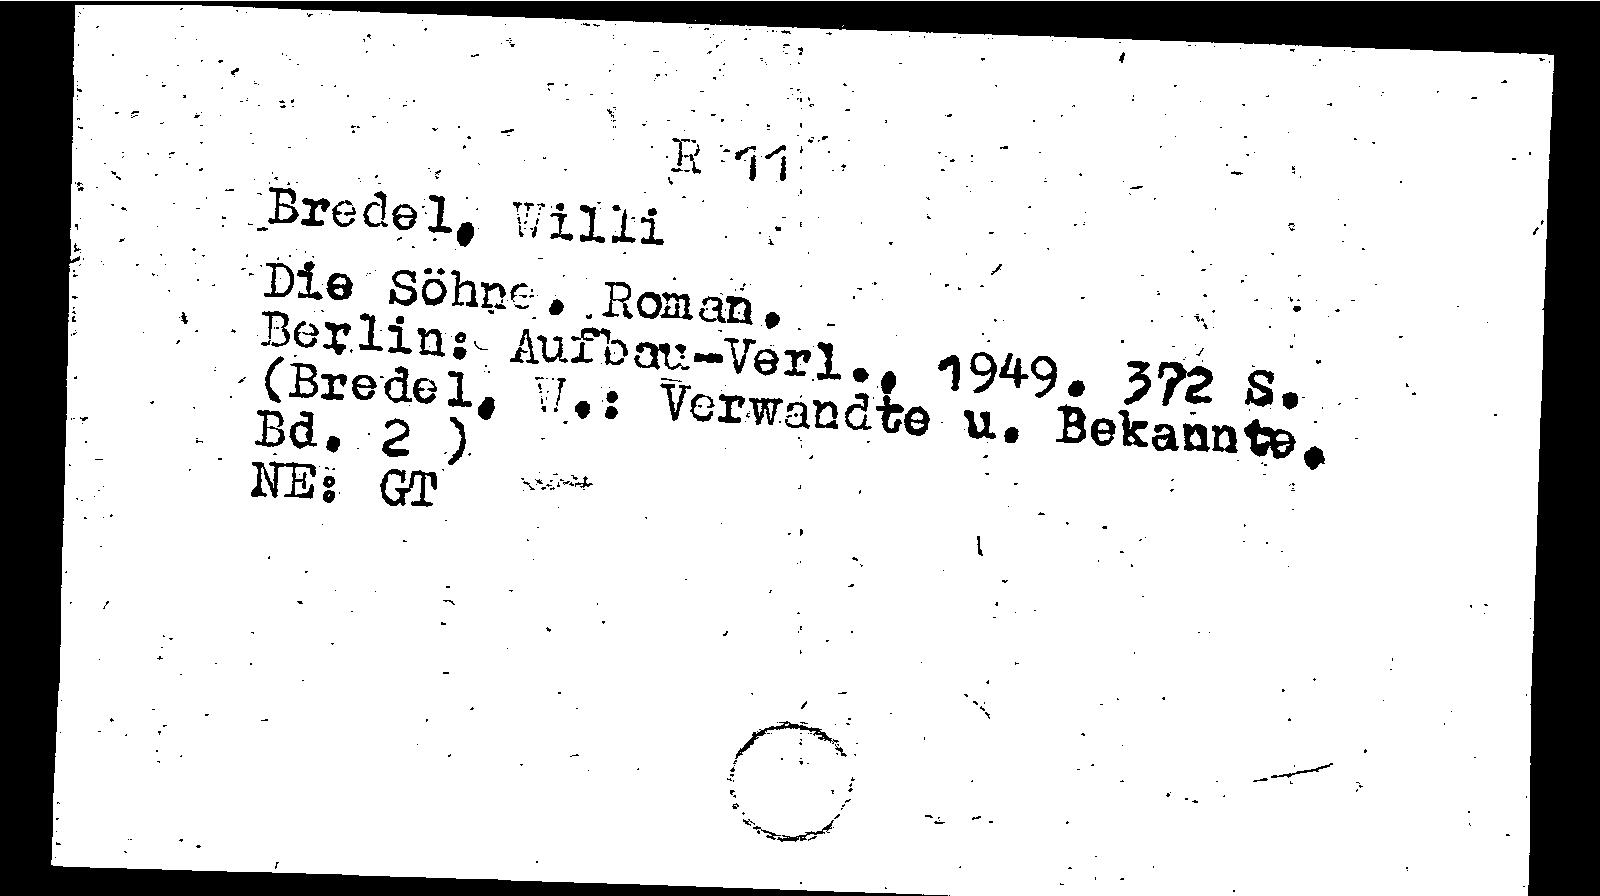 R 11
Bredel, Willi
Die Söhne. Roman.
Berlin: Aufbau-Verl., 1949. 372 S.
(Bredel, W.: Verwandte u. Bekannte.
Bd. 2 )
NE: GT